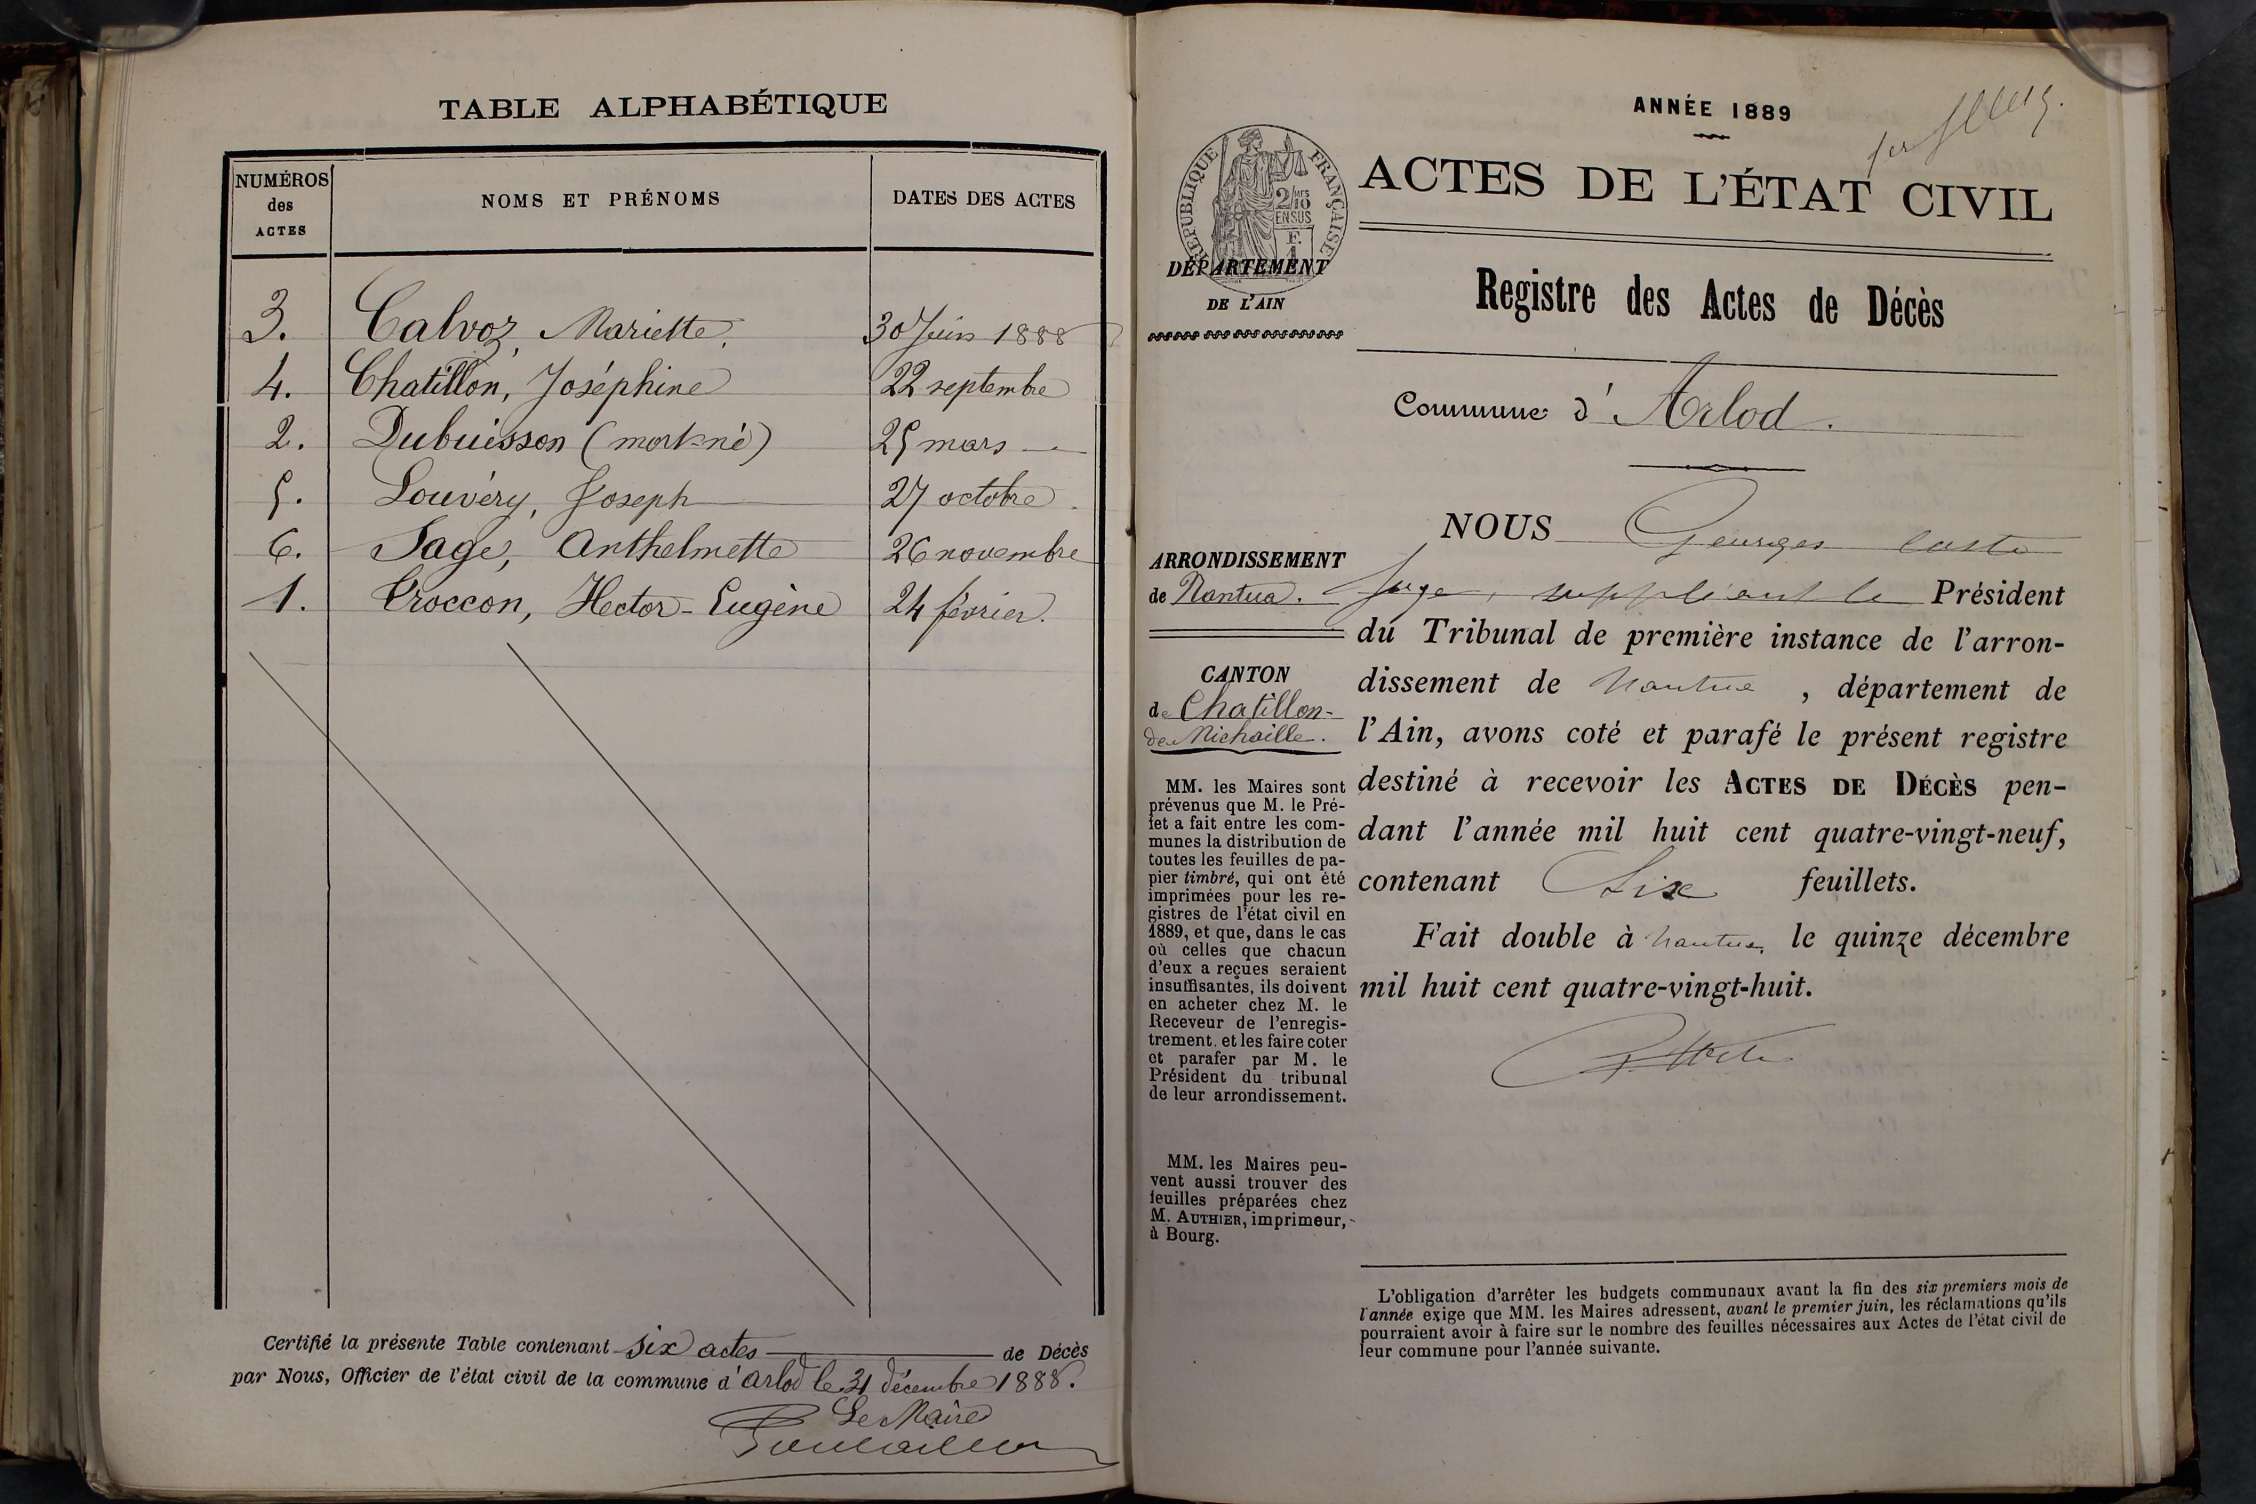 TABLE ALPHABÉTIQUE
NUMÉROS des ACTES
NOMS ET PRÉNOMS
DATES DES ACTES
3. Calvoz, Mariette. 30 Juin 1888
4. Chatillon, Joséphine 22 septembre
2. Dubuisson (mort-né) 25 mars
5. Louvéry, Joseph 27 octobre
6. Sage, Anthelmette 26 novembre
1. Croccon, Hector-Eugène 24 février.
Certifié la présente Table contenant six actes de Décès
par Nous, Officier de l'état civil de la commune d'Arlod le 31 décembre 1888.
Le Maire
ANNÉE 1889
ACTES DE L'ÉTAT CIVIL
RÉPUBLIQUE FRANÇAISE
2/10 EN SUS
DÉPARTEMENT
DE L'AIN
Registre des Actes de Décès
Commune d'Arlod.
ARRONDISSEMENT
de Nantua.
CANTON
de Chatillon-
de Michaille.
MM. les Maires sont
prévenus que M. le Pré-
fet a fait entre les com-
munes la distribution de
toutes les feuilles de pa-
pier timbré, qui ont été
imprimées pour les re-
gistres de l'état civil en
1889, et que, dans le cas
où celles que chacun
d'eux a reçues seraient
insuffisantes, ils doivent
en acheter chez M. le
Receveur de l'enregis-
trement, et les faire coter
et parafer par M. le
Président du tribunal
de leur arrondissement.
MM. les Maires peu-
vent aussi trouver des
feuilles préparées chez
M. AUTHIER, imprimeur,
à Bourg.
NOUS Georges
Juge suppléant le Président
du Tribunal de première instance de l'arron-
dissement de Nantua, département de
l'Ain, avons coté et parafé le présent registre
destiné à recevoir les ACTES DE DÉCÈS pen-
dant l'année mil huit cent quatre-vingt-neuf,
contenant Six feuillets.
Fait double à Nantua, le quinze décembre
mil huit cent quatre-vingt-huit.
L'obligation d'arrêter les budgets communaux avant la fin des six premiers mois de
l'année exige que MM. les Maires adressent, avant le premier juin, les réclamations qu'ils
pourraient avoir à faire sur le nombre des feuilles nécessaires aux Actes de l'état civil de
leur commune pour l'année suivante.